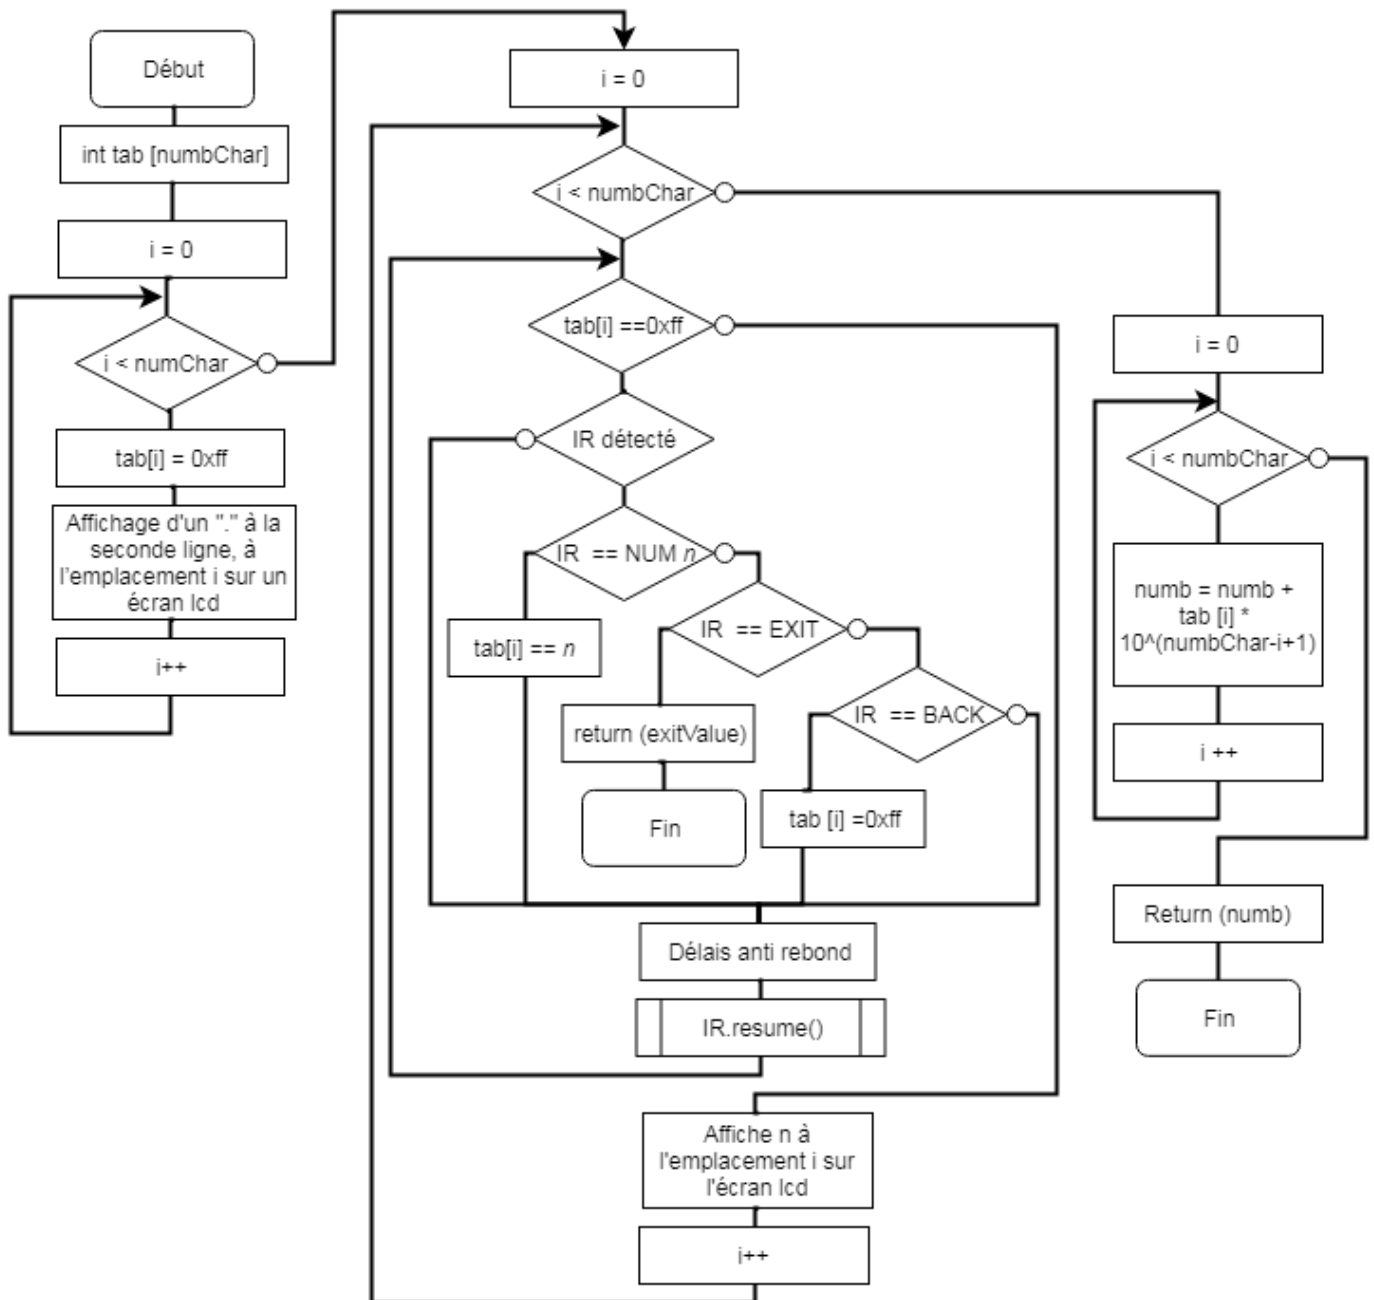 Début
int tab [numbChar]
i = 0
i < numChar
tab[i] = 0xff
Affichage d'un "." à la
seconde ligne, à
l'emplacement i sur un
écran lcd
i++
i = 0
i < numbChar
tab[i] ==0xff
IR détecté
IR == NUM n
tab[i] == n
IR == EXIT
return (exitValue)
Fin
IR == BACK
tab [i] =0xff
Délais anti rebond
IR.resume()
Affiche n à
l'emplacement i sur
l'écran lcd
i++
i = 0
i < numbChar
numb = numb +
tab [i] *
10^(numbChar-i+1)
i ++
Return (numb)
Fin